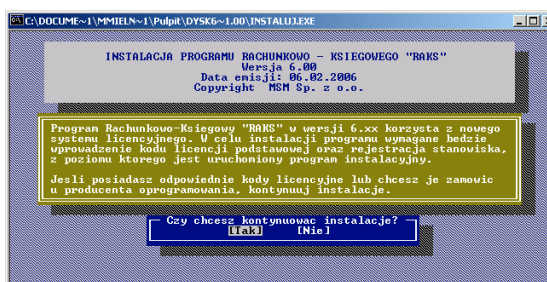 C:\DOCUME~1\MMIELN~1\Pulpit\DYSK6~1.00\INSTALUJ.EXE
INSTALACJA PROGRAMU RACHUNKOWO - KSIEGOWEGO "RAKS"
Wersja 6.00
Data emisji: 06.02.2006
Copyright MSM Sp. z o.o.
Program Rachunkowo-Ksiegowy "RAKS" w wersji 6.xx korzysta z nowego
systemu licencyjnego. W celu instalacji programu wymagane bedzie
wprowadzenie kodu licencji podstawowej oraz rejestracja stanowiska,
z poziomu ktorego jest uruchomiony program instalacyjny.
Jesli posiadasz odpowiednie kody licencyjne lub chcesz je zamowic
u producenta oprogramowania, kontynuuj instalacje.
Czy chcesz kontynuowac instalacje?
[Tak] [Nie]